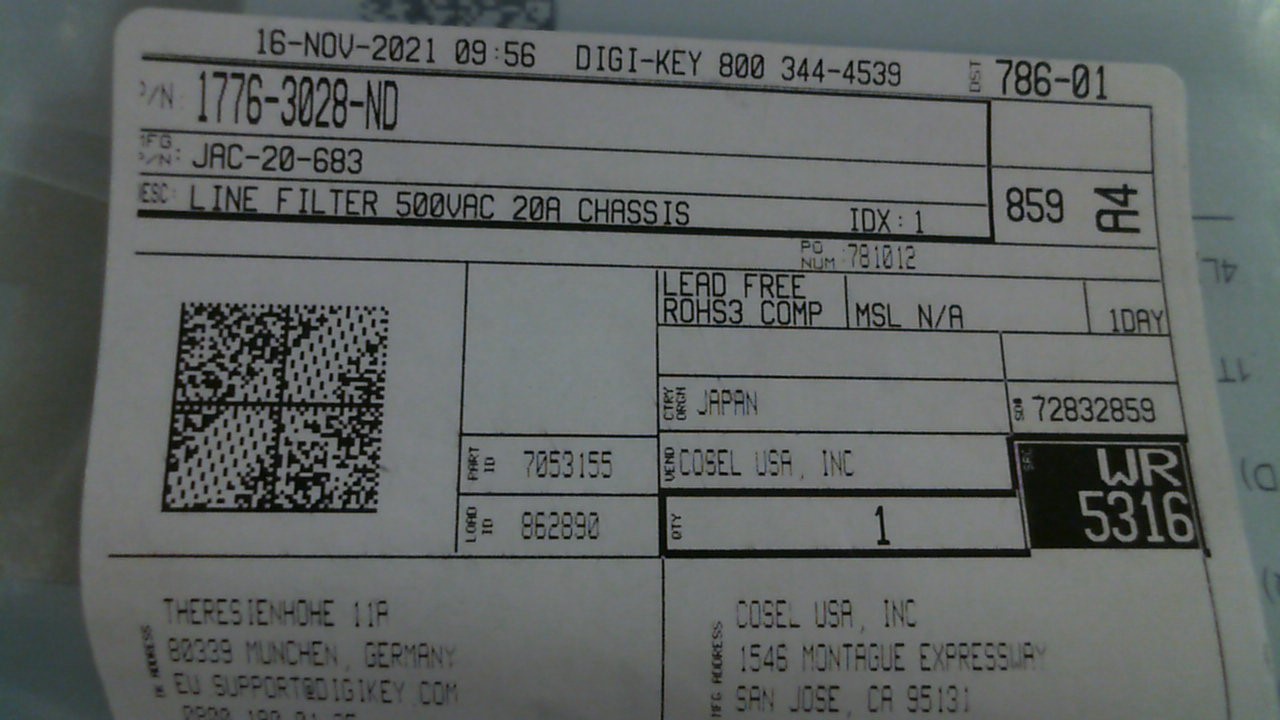 16-NOV-2021 09:56 DIGI-KEY 800 344-4539 DST 786-01
P/N: 1776-3028-ND
MFG P/N: JAC-20-683
DESC: LINE FILTER 500VAC 20A CHASSIS IDX: 1
859 A4
PO NUM :781012
LEAD FREE
ROHS3 COMP
MSL N/A
1DAY
CTRY ORGN JAPAN
SO# 72832859
PART ID 7053155
VEND COSEL USA, INC
SRC WR
5316
LOAD ID 862890
QTY 1
THERESIENHOHE 11A
80339 MUNCHEN, GERMANY
EU SUPPORT@DIGIKEY.COM
MFG ADDRESS
COSEL USA, INC
1546 MONTAGUE EXPRESSWAY
SAN JOSE, CA 95131
4L
1T